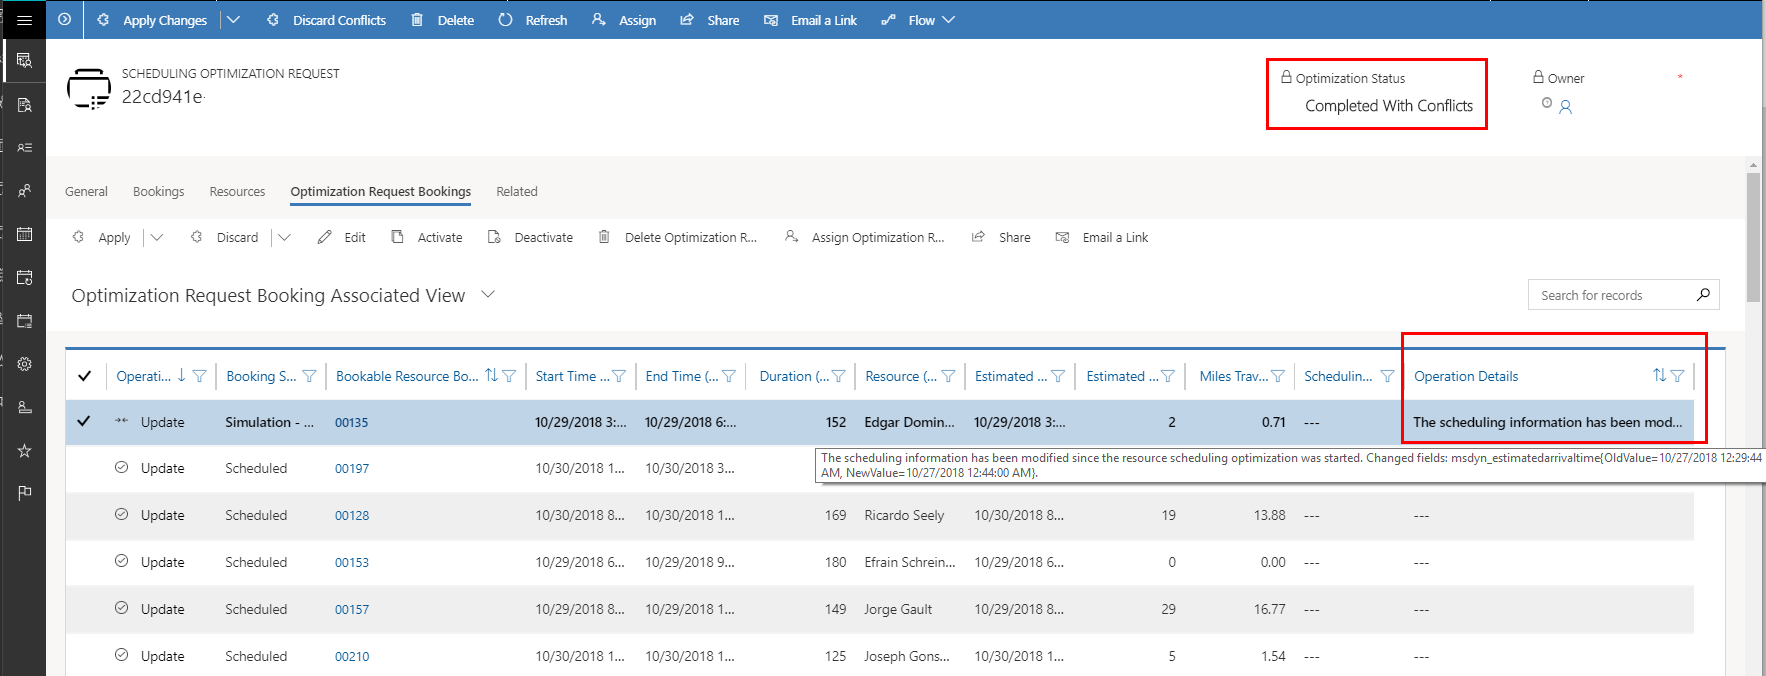 Apply Changes Discard Conflicts Delete Refresh Assign Share Email a Link Flow
SCHEDULING OPTIMIZATION REQUEST
22cd941e
Optimization Status
Completed With Conflicts
Owner *
General Bookings Resources Optimization Request Bookings Related
Apply Discard Edit Activate Deactivate Delete Optimization R... Assign Optimization R... Share Email a Link
Optimization Request Booking Associated View
Search for records
Operati... Booking S... Bookable Resource Bo... Start Time ... End Time (... Duration (... Resource (... Estimated Estimated ... Miles Trav... Schedulin... Operation Details
Update Simulation - ... 00135 10/29/2018 3:... 10/29/2018 6:... 152 Edgar Domin... 10/29/2018 3:... 2 0.71 --- The scheduling information has been mod...
Update Scheduled 00197 10/30/2018 1... 10/30/2018 3...
The scheduling information has been modified since the resource scheduling optimization was started. Changed fields: msdyn_estimatedarrivaltime{OldValue=10/27/2018 12:29:44
AM, NewValue=10/27/2018 12:44:00 AM}.
Update Scheduled 00128 10/30/2018 8... 10/30/2018 1... 169 Ricardo Seely 10/30/2018 8... 19 13.88 --- ---
Update Scheduled 00153 10/29/2018 6... 10/29/2018 9... 180 Efrain Schrein... 10/29/2018 6... 0 0.00 --- ---
Update Scheduled 00157 10/29/2018 8... 10/29/2018 1... 149 Jorge Gault 10/29/2018 8... 29 16.77 --- ---
Update Scheduled 00210 10/30/2018 1... 10/30/2018 1... 125 Joseph Gons... 10/30/2018 1... 5 1.54 --- ---